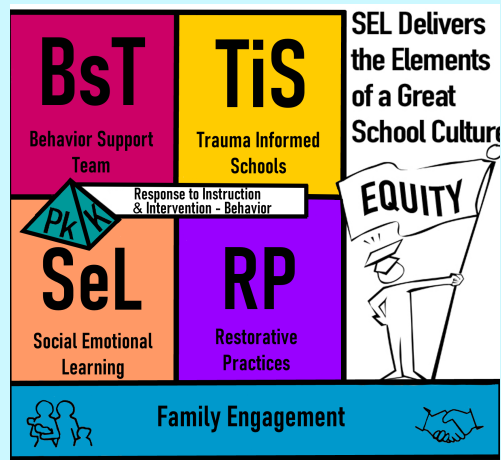 BsT
Behavior Support
Team
TiS
Trauma Informed
Schools
SEL Delivers
the Elements
of a Great
School Culture
EQUITY
Pk K
Response to Instruction
& Intervention - Behavior
SeL
Social Emotional
Learning
RP
Restorative
Practices
Family Engagement